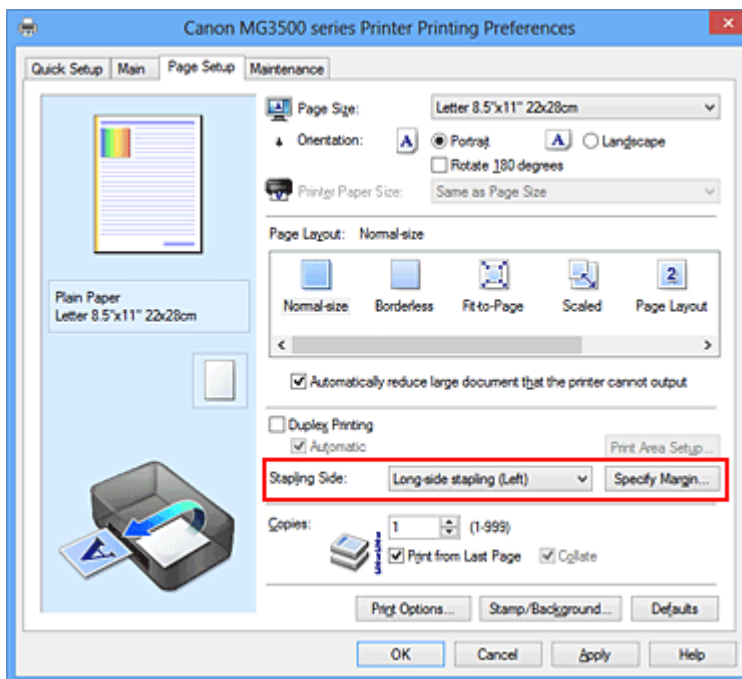 Canon MG3500 series Printer Printing Preferences
Quick Setup Main Page Setup Maintenance
Page Size: Letter 8.5"x11" 22x28cm
Orientation: A Portrait A Landscape
Rotate 180 degrees
Printer Paper Size: Same as Page Size
Page Layout: Normal-size
2
Normal-size Borderless Fit-to-Page Scaled Page Layout
Plain Paper
Letter 8.5"x11" 22x28cm
Automatically reduce large document that the printer cannot output
Duplex Printing
Automatic Print Area Setup...
Stapling Side: Long-side stapling (Left) Specify Margin...
Copies: 1 (1-999)
Print from Last Page Collate
A
Print Options... Stamp/Background... Defaults
OK Cancel Apply Help